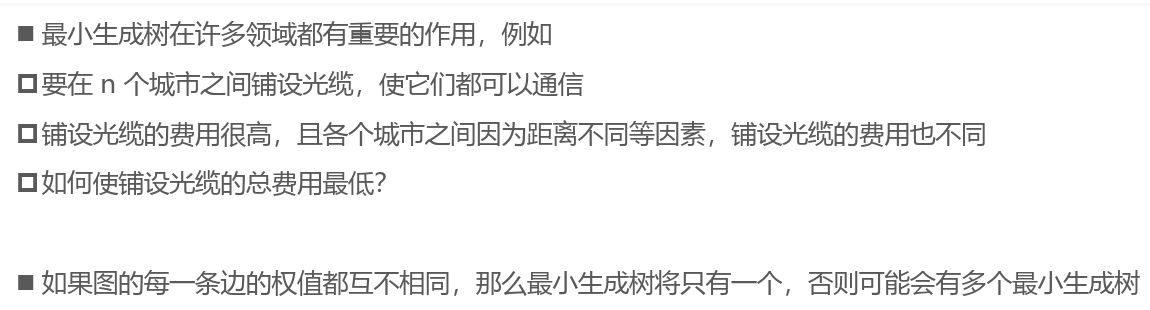 ■ 最小生成树在许多领域都有重要的作用，例如
□ 要在 n 个城市之间铺设光缆，使它们都可以通信
□ 铺设光缆的费用很高，且各个城市之间因为距离不同等因素，铺设光缆的费用也不同
□ 如何使铺设光缆的总费用最低？
■ 如果图的每一条边的权值都互不相同，那么最小生成树将只有一个，否则可能会有多个最小生成树